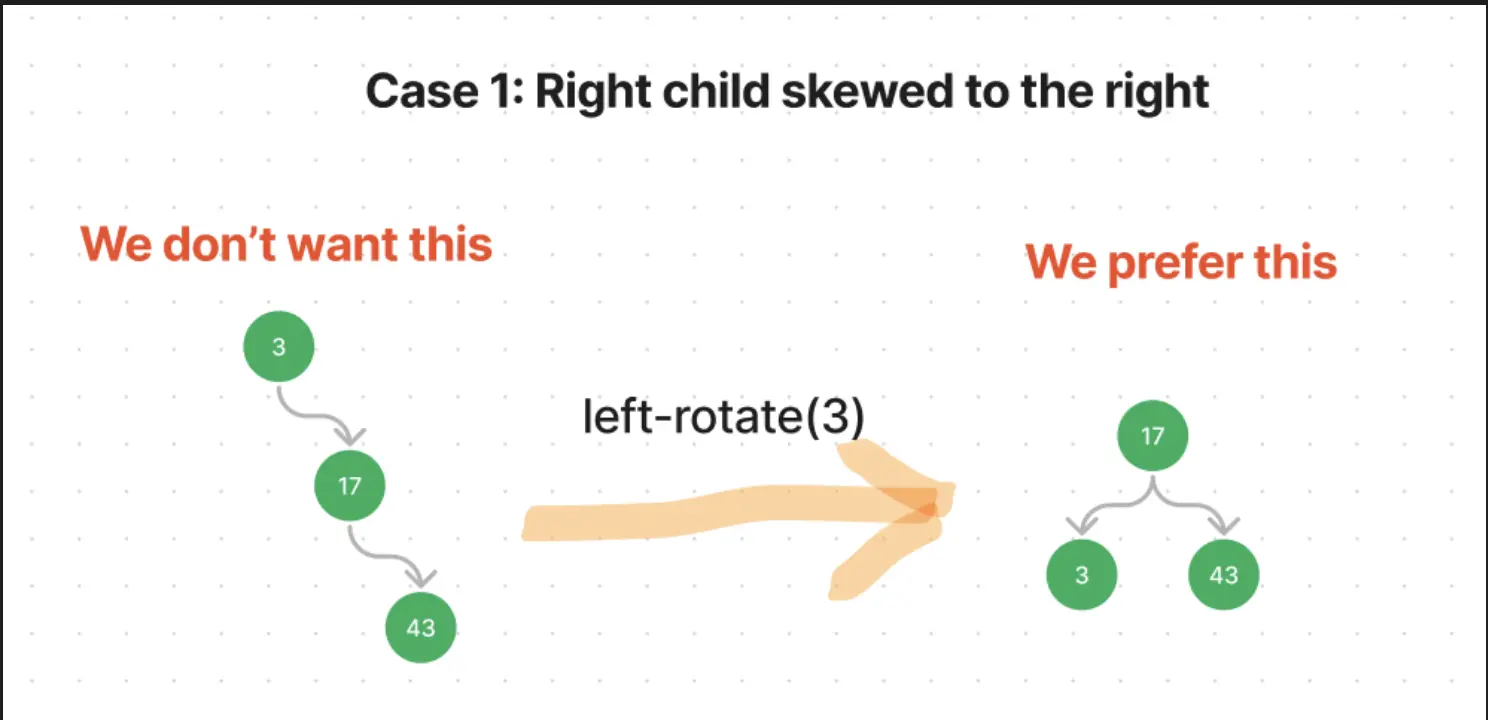 Case 1: Right child skewed to the right
We don’t want this
We prefer this
3
left-rotate(3)
17
17
3
43
43